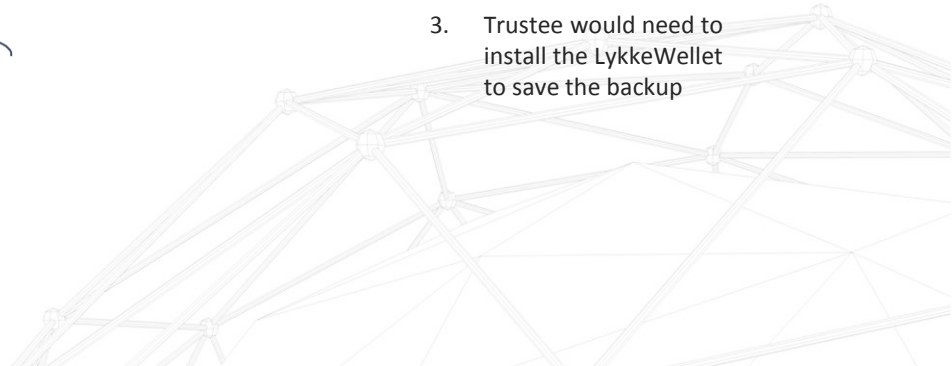 3. Trustee would need to
install the LykkeWellet
to save the backup